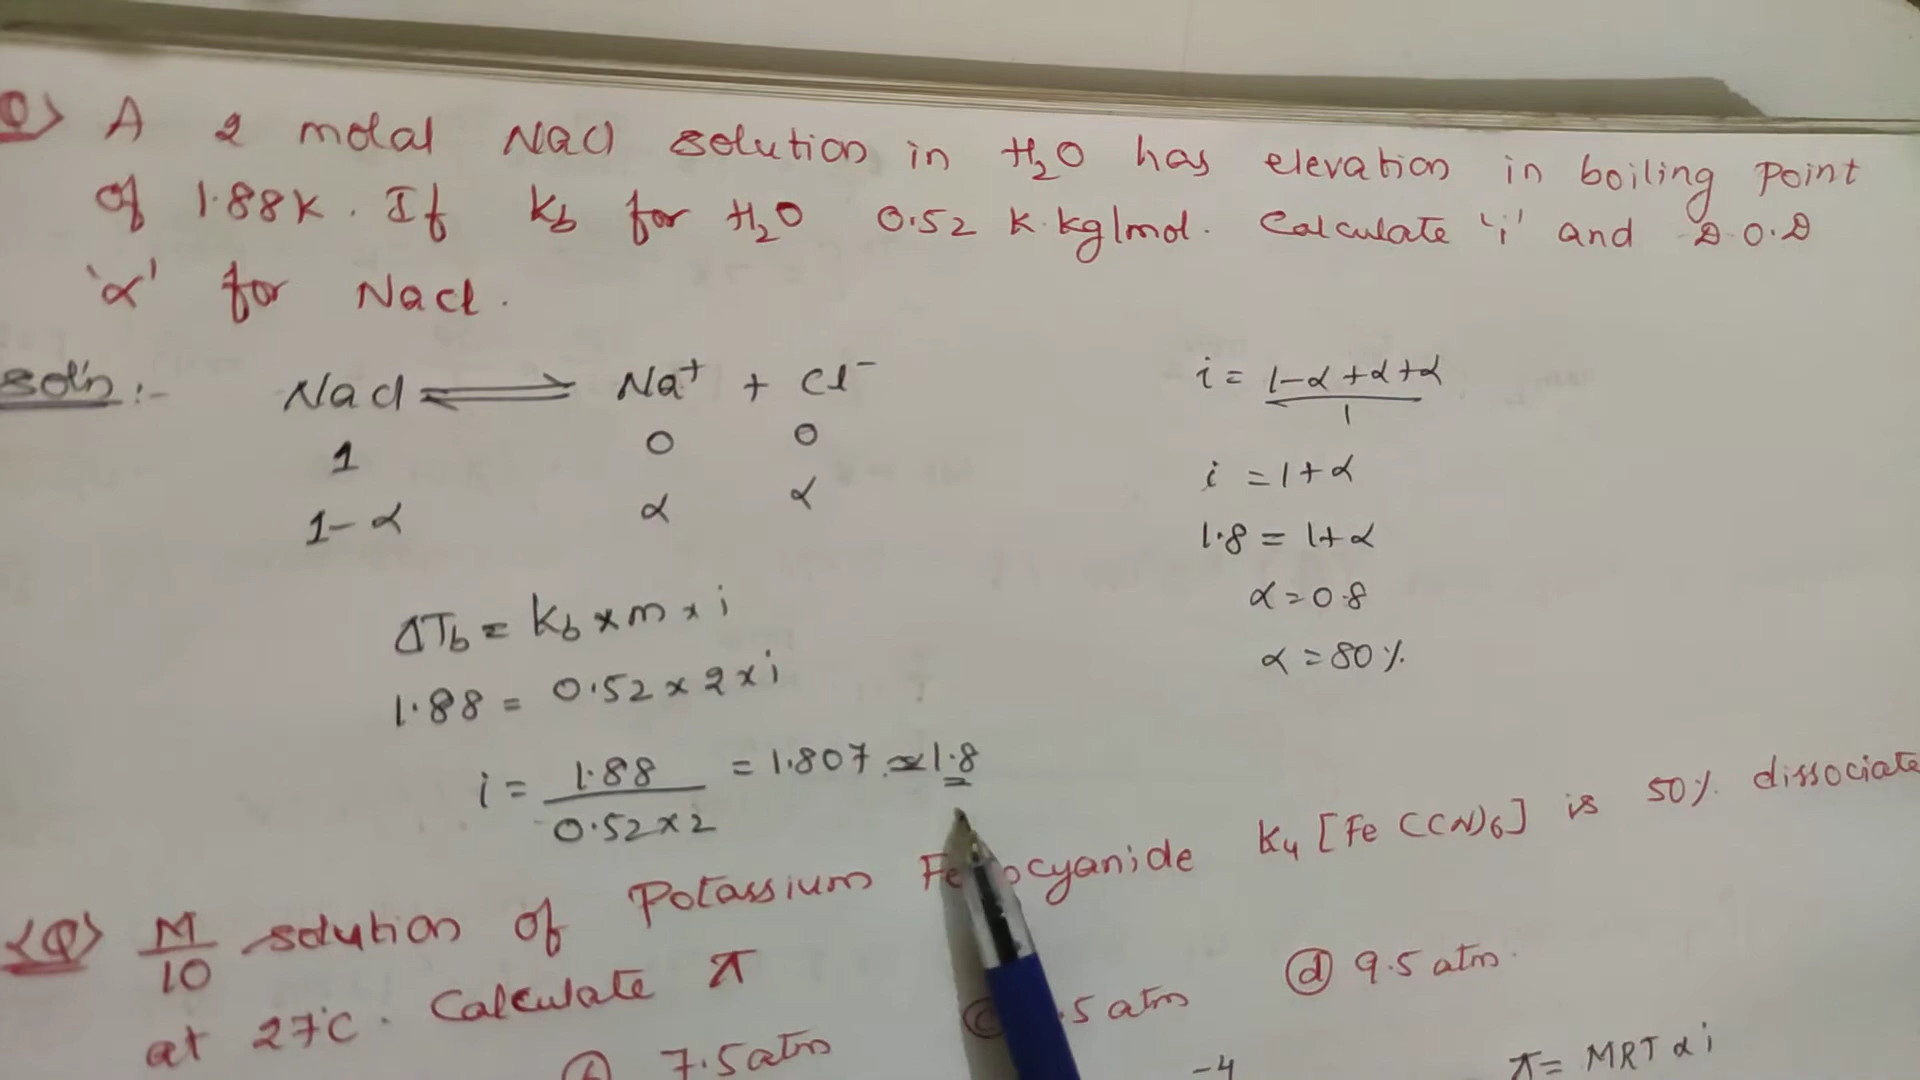 Q> A 2 molal NaCl solution in H₂O has elevation in boiling point
of 1.88K. If Kb for H₂O 0.52 K.kg/mol. Calculate 'i' and D.O.D
'α' for NaCl.
Soln:- NaCl ⇌ Na⁺ + Cl⁻
1 0 0
1-α α α
ΔTb = Kb × m × i
1.88 = 0.52 × 2 × i
i = 1.88 / 0.52×2 = 1.807 ≃ 1.8
i = 1-α+α+α / 1
i = 1+α
1.8 = 1+α
α = 0.8
α = 80%.
<Q> M/10 solution of Potassium K₄[Fe(CN)₆] is 50% dissociate
at 27°C. Calculate π
7.5 atm
.5 atm
(d) 9.5 atm.
-4
π = MRT × i